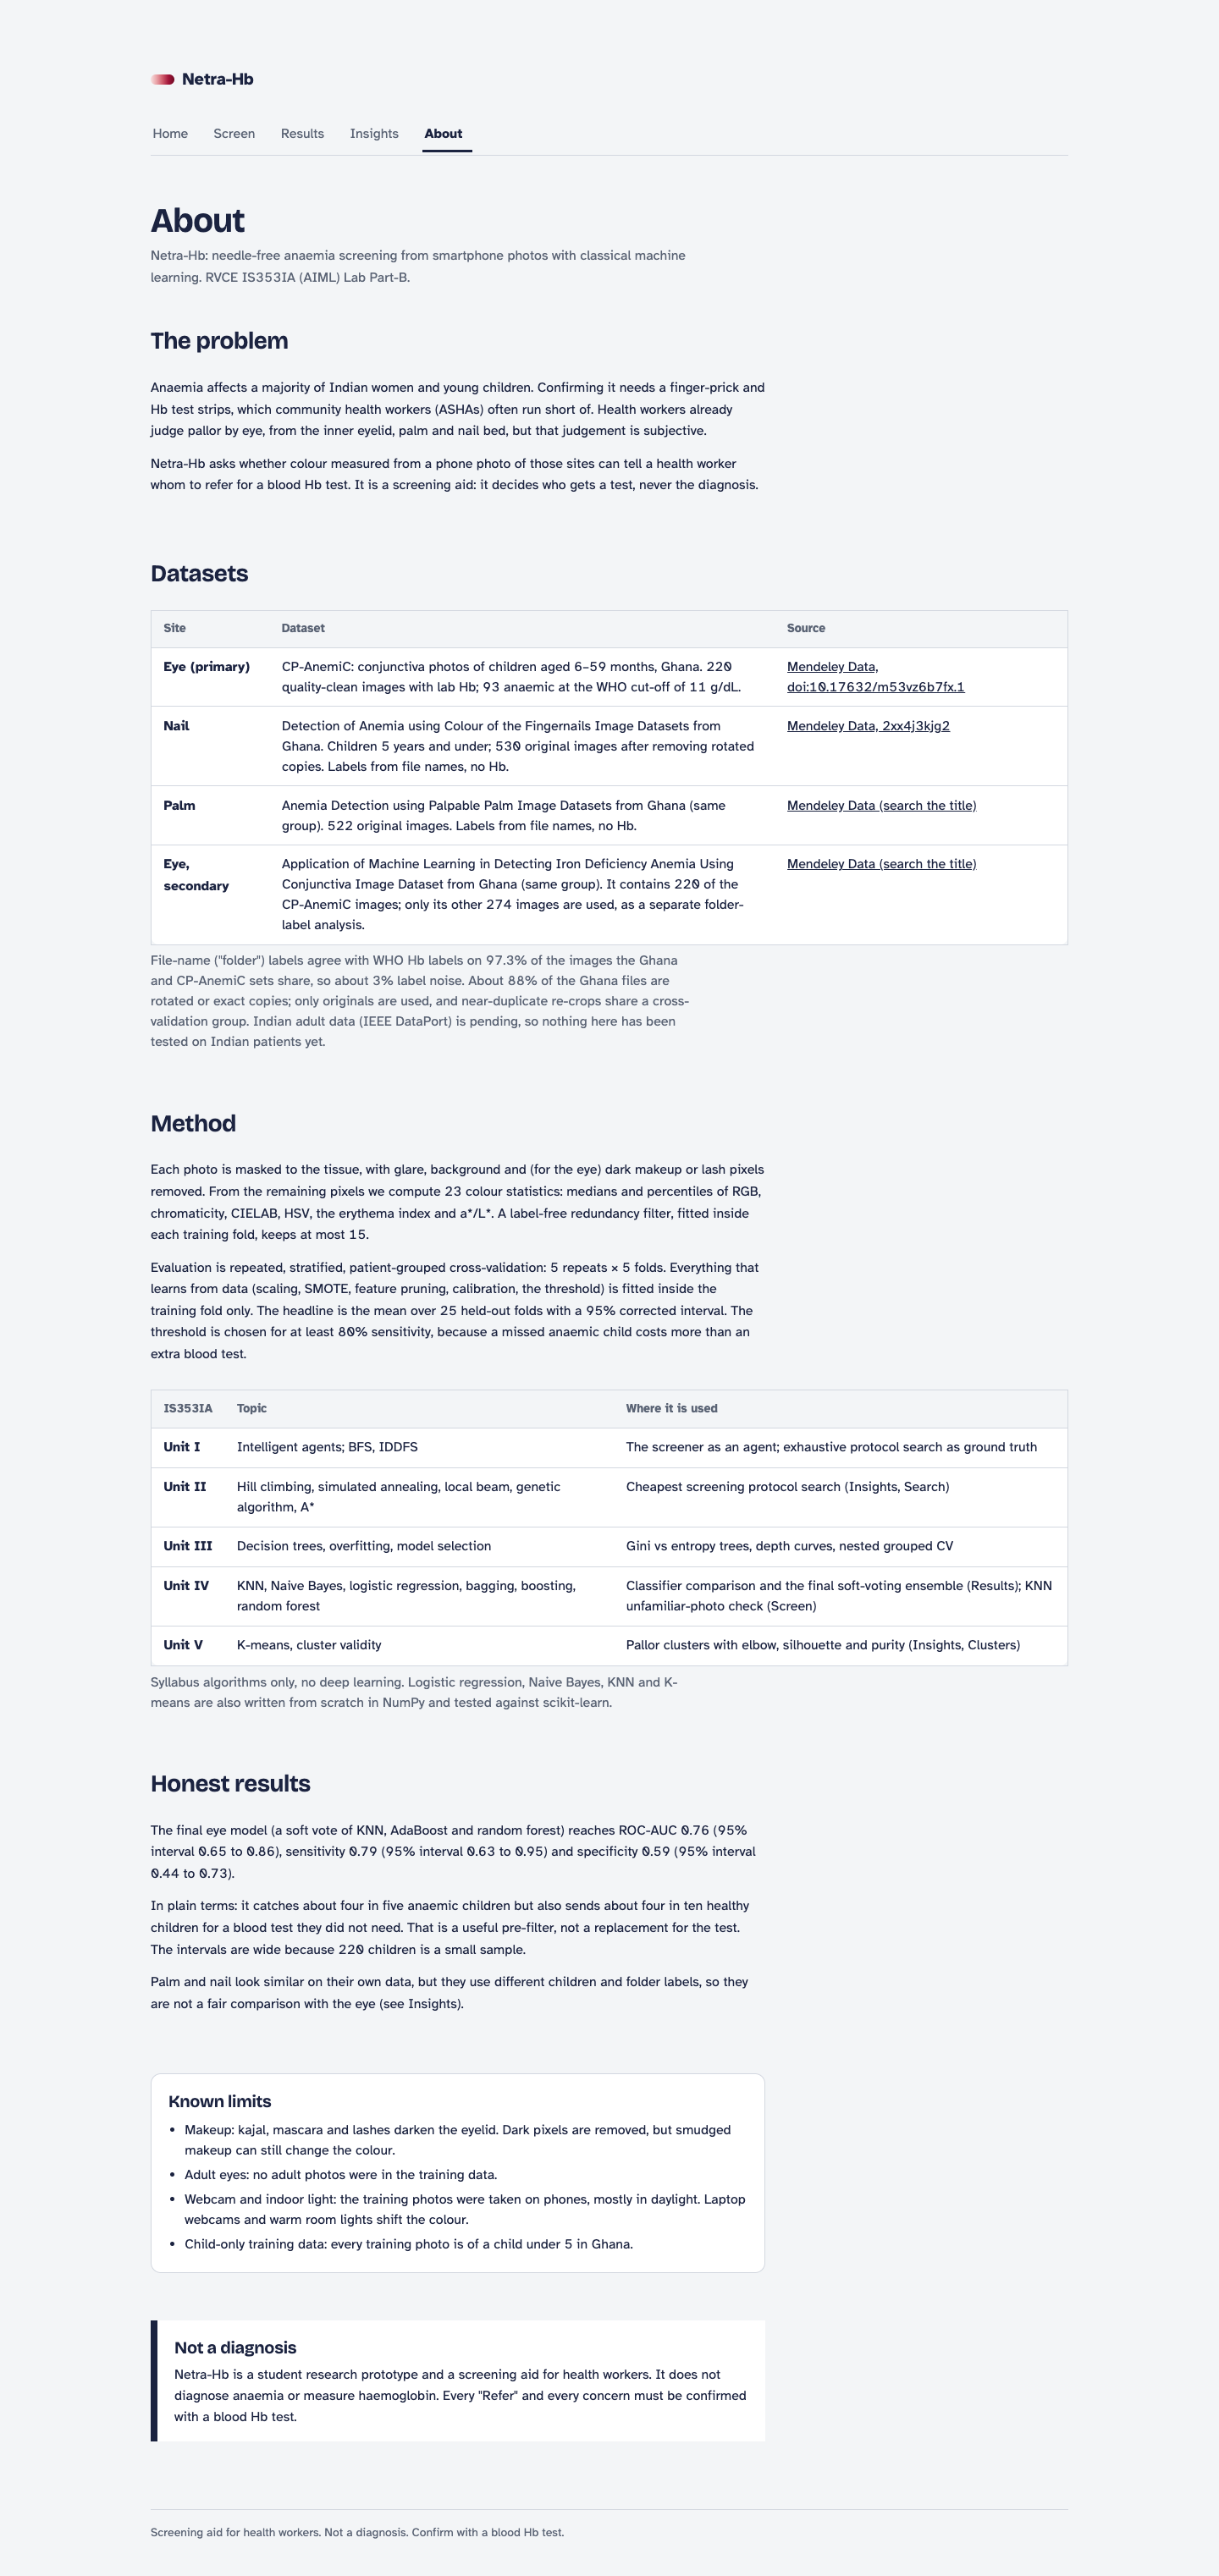 Netra-Hb
Home Screen Results Insights About
About
Netra-Hb: needle-free anaemia screening from smartphone photos with classical machine
learning. RVCE IS353IA (AIML) Lab Part-B.
The problem
Anaemia affects a majority of Indian women and young children. Confirming it needs a finger-prick and
Hb test strips, which community health workers (ASHAs) often run short of. Health workers already
judge pallor by eye, from the inner eyelid, palm and nail bed, but that judgement is subjective.
Netra-Hb asks whether colour measured from a phone photo of those sites can tell a health worker
whom to refer for a blood Hb test. It is a screening aid: it decides who gets a test, never the diagnosis.
Datasets
Site Dataset Source
Eye (primary) CP-AnemiC: conjunctiva photos of children aged 6–59 months, Ghana. 220 Mendeley Data,
quality-clean images with lab Hb; 93 anaemic at the WHO cut-off of 11 g/dL. doi:10.17632/m53vz6b7fx.1
Nail Detection of Anemia using Colour of the Fingernails Image Datasets from Mendeley Data, 2xx4j3kjg2
Ghana. Children 5 years and under; 530 original images after removing rotated
copies. Labels from file names, no Hb.
Palm Anemia Detection using Palpable Palm Image Datasets from Ghana (same Mendeley Data (search the title)
group). 522 original images. Labels from file names, no Hb.
Eye, Application of Machine Learning in Detecting Iron Deficiency Anemia Using Mendeley Data (search the title)
secondary Conjunctiva Image Dataset from Ghana (same group). It contains 220 of the
CP-AnemiC images; only its other 274 images are used, as a separate folder-
label analysis.
File-name ("folder") labels agree with WHO Hb labels on 97.3% of the images the Ghana
and CP-AnemiC sets share, so about 3% label noise. About 88% of the Ghana files are
rotated or exact copies; only originals are used, and near-duplicate re-crops share a cross-
validation group. Indian adult data (IEEE DataPort) is pending, so nothing here has been
tested on Indian patients yet.
Method
Each photo is masked to the tissue, with glare, background and (for the eye) dark makeup or lash pixels
removed. From the remaining pixels we compute 23 colour statistics: medians and percentiles of RGB,
chromaticity, CIELAB, HSV, the erythema index and a*/L*. A label-free redundancy filter, fitted inside
each training fold, keeps at most 15.
Evaluation is repeated, stratified, patient-grouped cross-validation: 5 repeats × 5 folds. Everything that
learns from data (scaling, SMOTE, feature pruning, calibration, the threshold) is fitted inside the
training fold only. The headline is the mean over 25 held-out folds with a 95% corrected interval. The
threshold is chosen for at least 80% sensitivity, because a missed anaemic child costs more than an
extra blood test.
IS353IA Topic Where it is used
Unit I Intelligent agents; BFS, IDDFS The screener as an agent; exhaustive protocol search as ground truth
Unit II Hill climbing, simulated annealing, local beam, genetic Cheapest screening protocol search (Insights, Search)
algorithm, A*
Unit III Decision trees, overfitting, model selection Gini vs entropy trees, depth curves, nested grouped CV
Unit IV KNN, Naive Bayes, logistic regression, bagging, boosting, Classifier comparison and the final soft-voting ensemble (Results); KNN
random forest unfamiliar-photo check (Screen)
Unit V K-means, cluster validity Pallor clusters with elbow, silhouette and purity (Insights, Clusters)
Syllabus algorithms only, no deep learning. Logistic regression, Naive Bayes, KNN and K-
means are also written from scratch in NumPy and tested against scikit-learn.
Honest results
The final eye model (a soft vote of KNN, AdaBoost and random forest) reaches ROC-AUC 0.76 (95%
interval 0.65 to 0.86), sensitivity 0.79 (95% interval 0.63 to 0.95) and specificity 0.59 (95% interval
0.44 to 0.73).
In plain terms: it catches about four in five anaemic children but also sends about four in ten healthy
children for a blood test they did not need. That is a useful pre-filter, not a replacement for the test.
The intervals are wide because 220 children is a small sample.
Palm and nail look similar on their own data, but they use different children and folder labels, so they
are not a fair comparison with the eye (see Insights).
Known limits
• Makeup: kajal, mascara and lashes darken the eyelid. Dark pixels are removed, but smudged
makeup can still change the colour.
• Adult eyes: no adult photos were in the training data.
• Webcam and indoor light: the training photos were taken on phones, mostly in daylight. Laptop
webcams and warm room lights shift the colour.
• Child-only training data: every training photo is of a child under 5 in Ghana.
Not a diagnosis
Netra-Hb is a student research prototype and a screening aid for health workers. It does not
diagnose anaemia or measure haemoglobin. Every "Refer" and every concern must be confirmed
with a blood Hb test.
Screening aid for health workers. Not a diagnosis. Confirm with a blood Hb test.